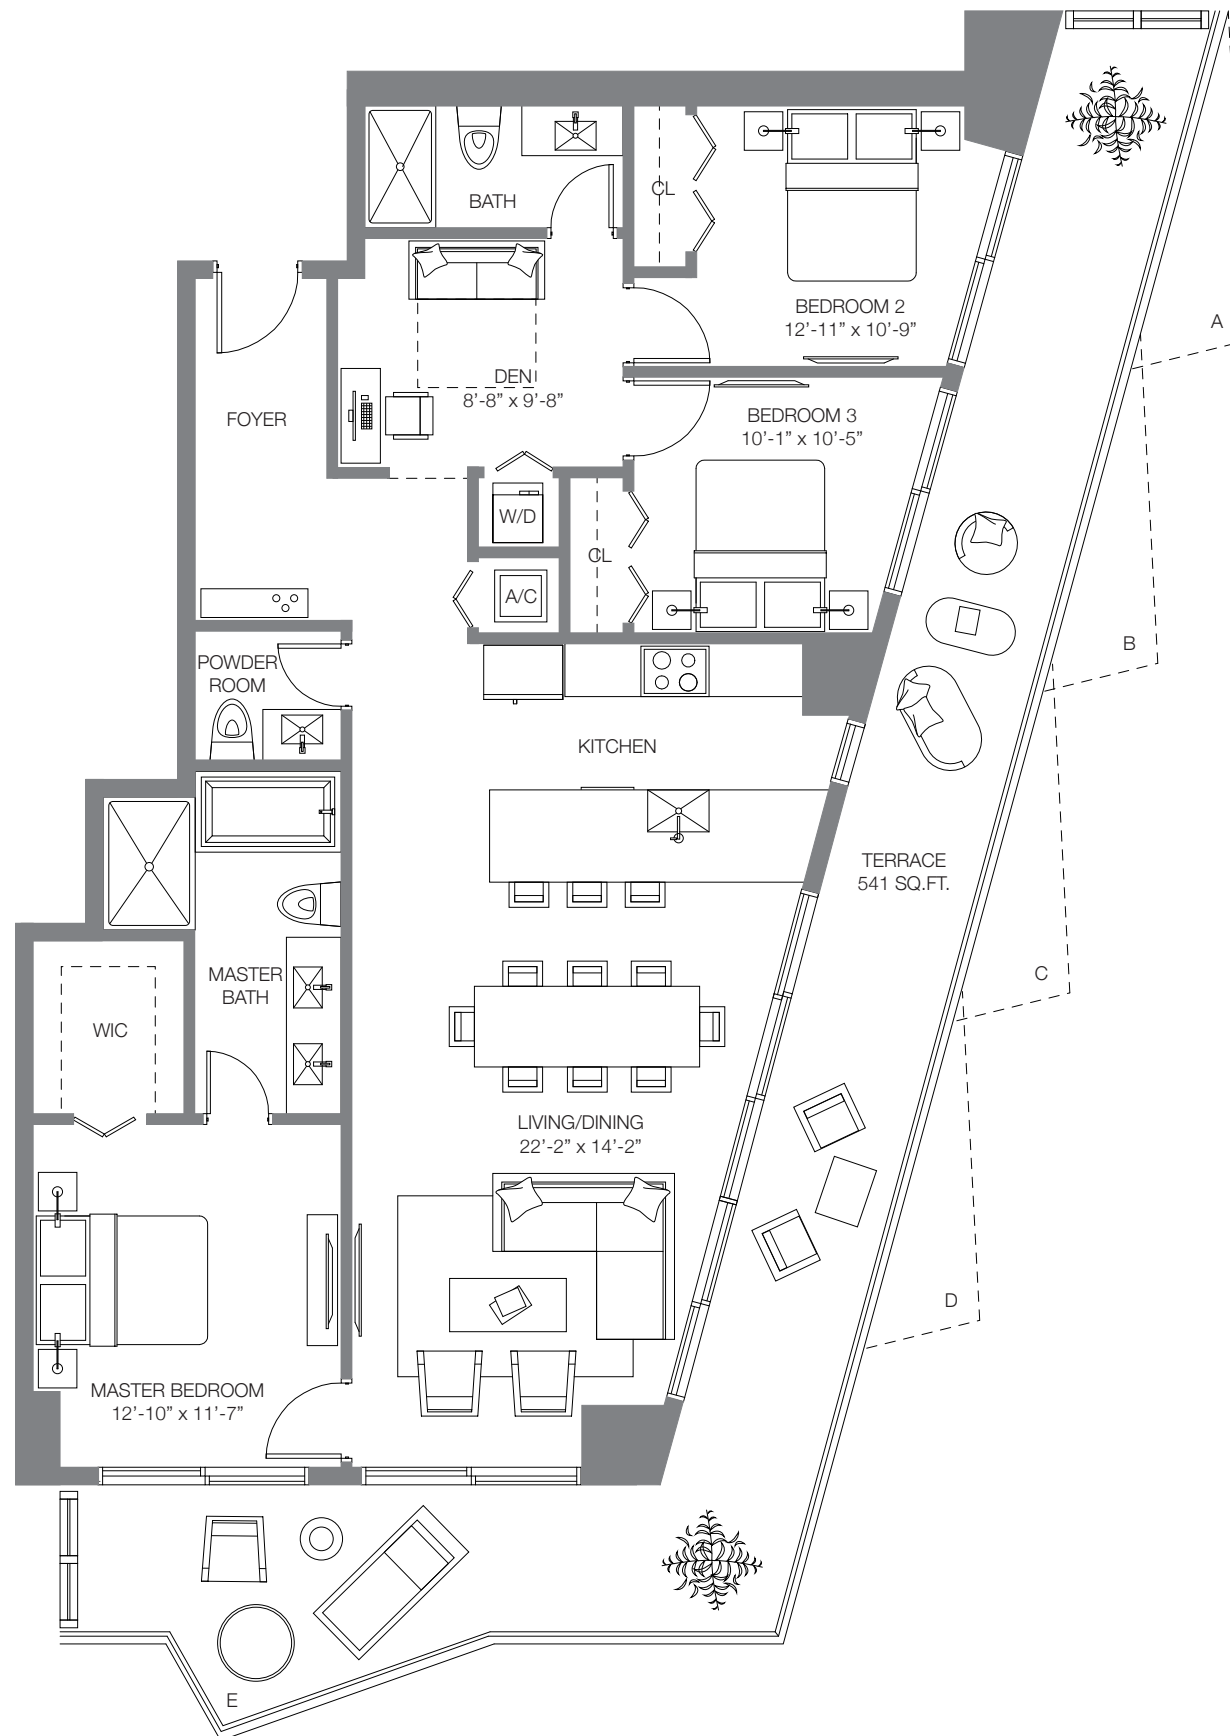 BATH
CL
BEDROOM 2
12’-11” x 10’-9”
A
DEN
8’-8” x 9’-8”
FOYER
BEDROOM 3
10’-1” x 10’-5”
W/D
CL
A/C
POWDER
ROOM
B
KITCHEN
TERRACE
541 SQ.FT.
MASTER
BATH
C
WIC
LIVING/DINING
22’-2” x 14’-2”
D
MASTER BEDROOM
12’-10” x 11’-7”
E